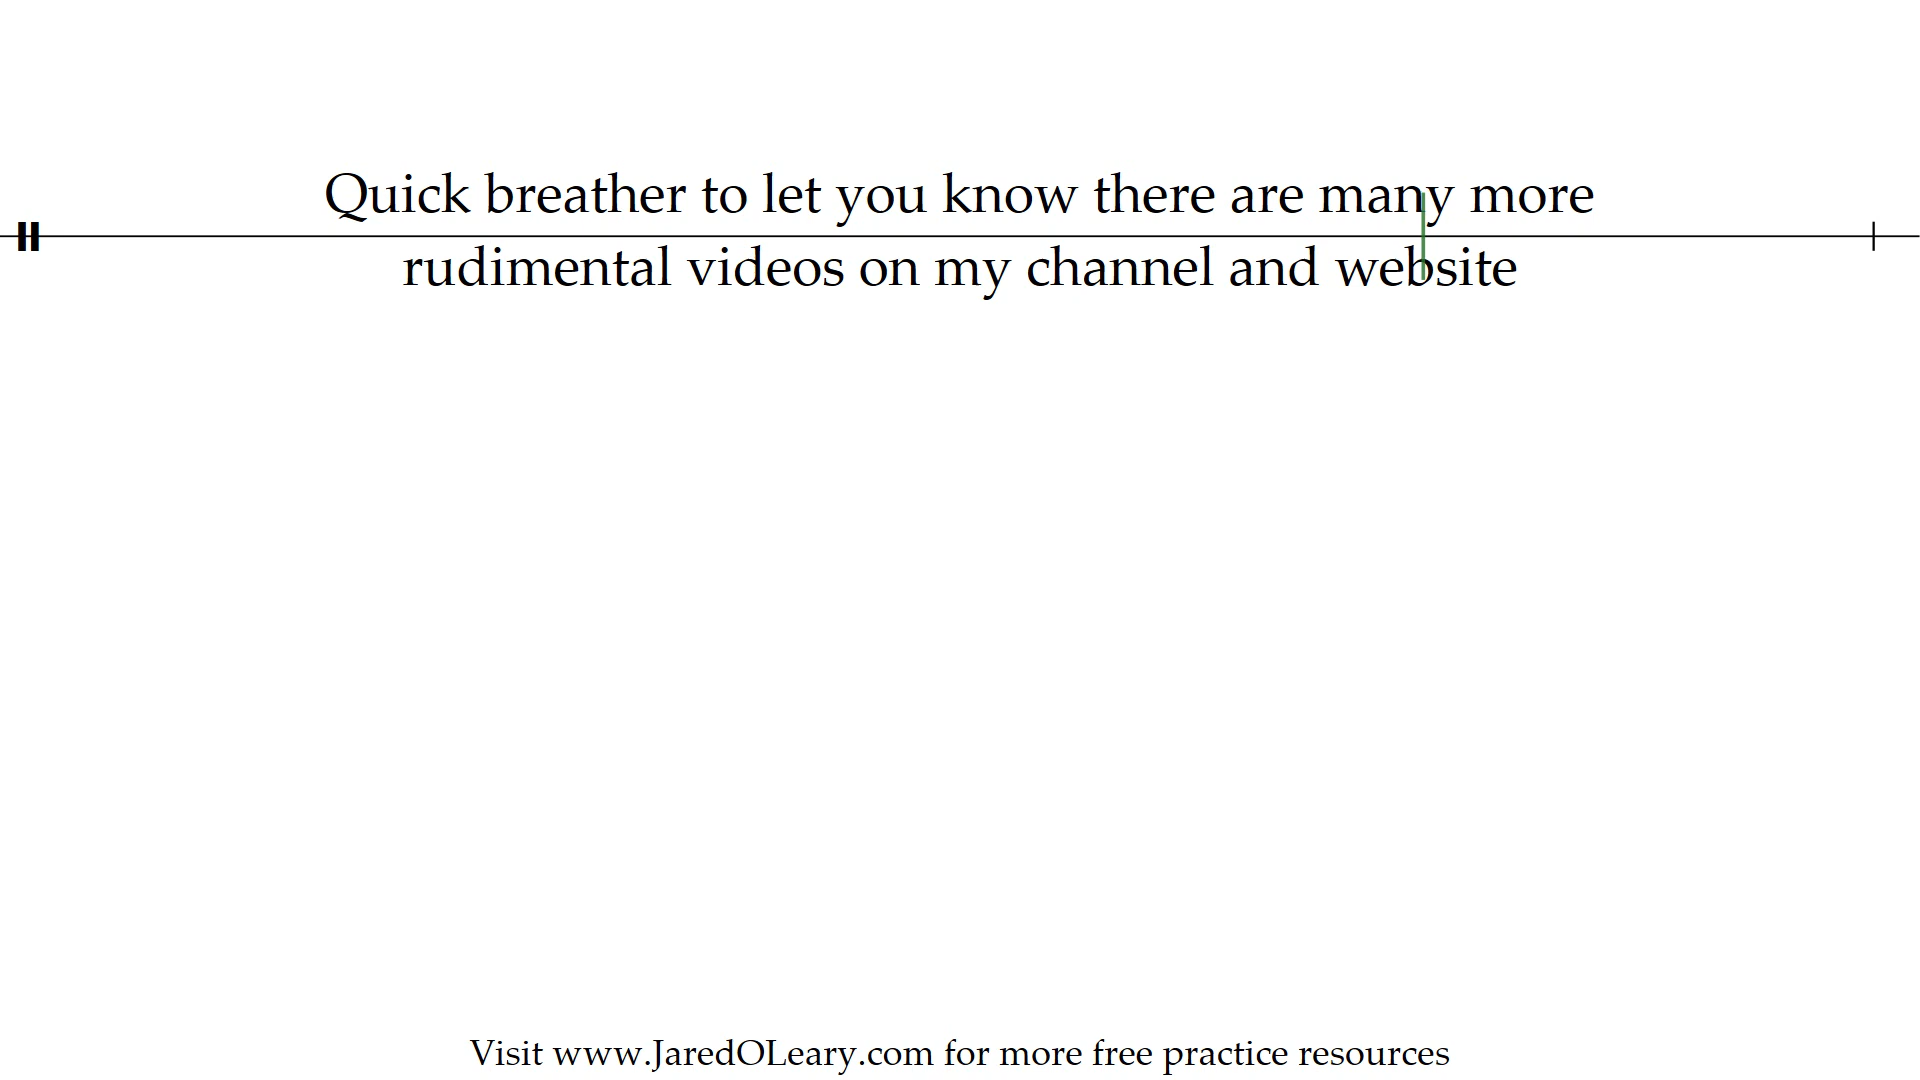 Quick breather to let you know there are many more
rudimental videos on my channel and website
Visit www.JaredOLeary.com for more free practice resources